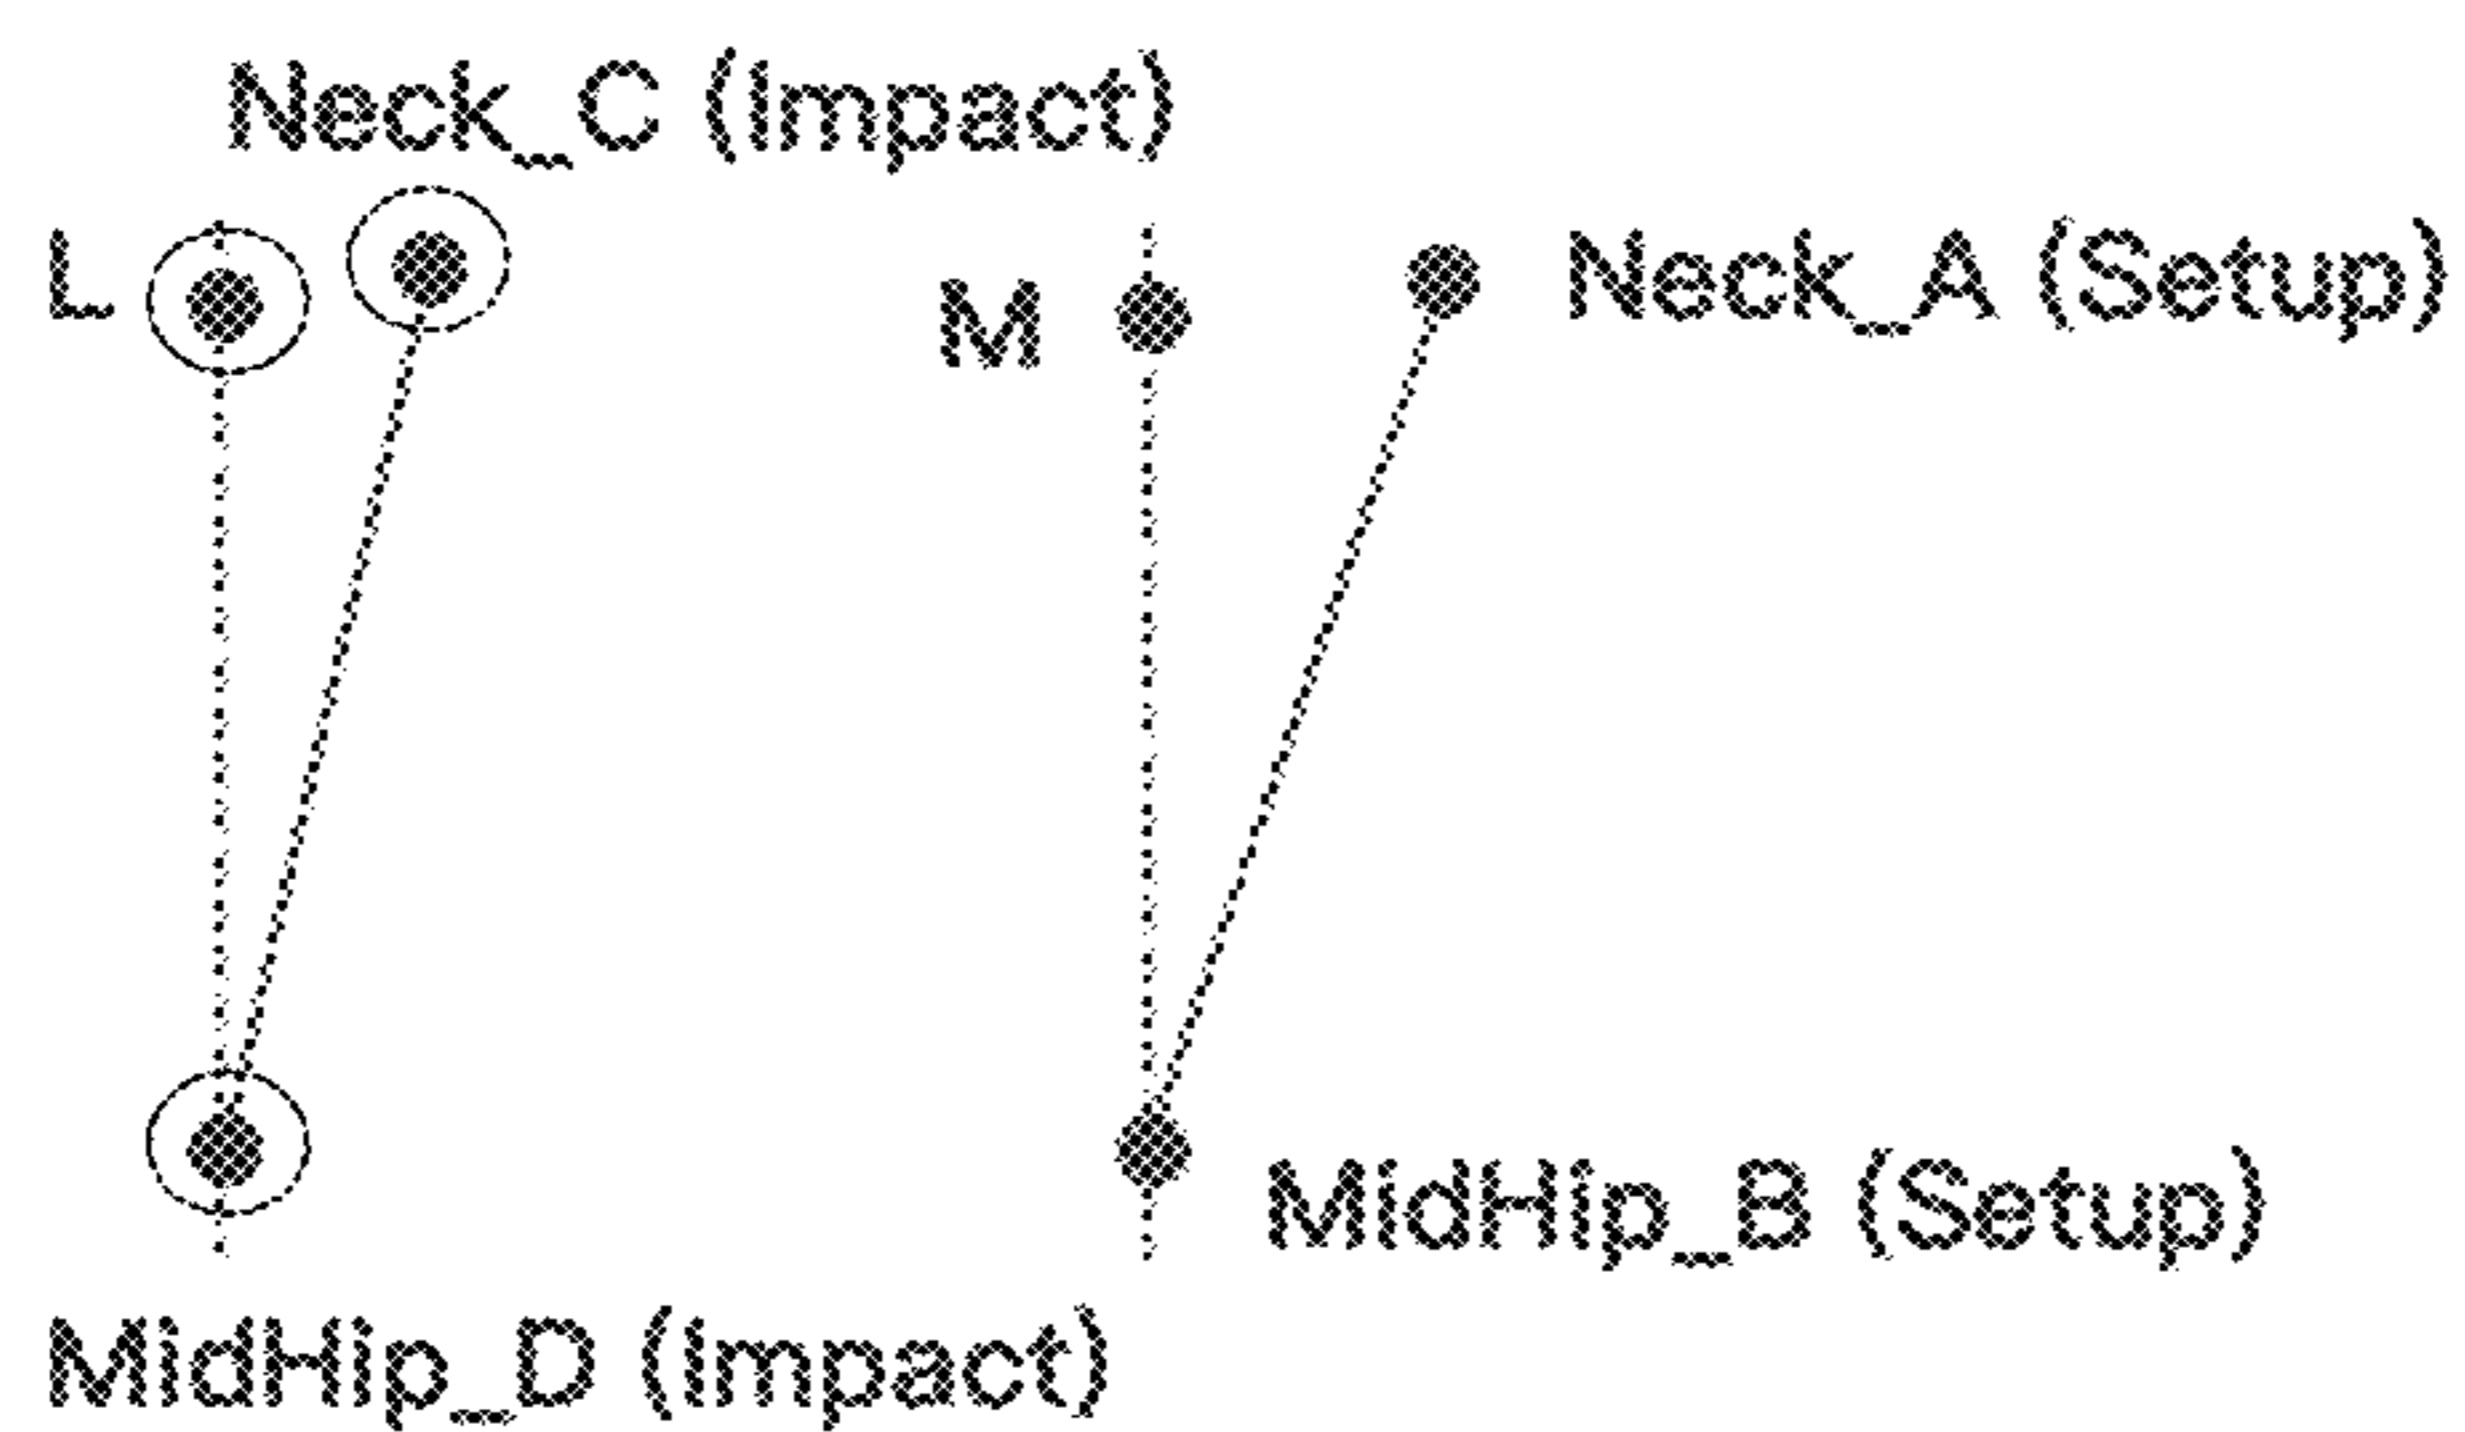 Neck_C (Impact)
L
M
Neck_A (Setup)
MidHip_B (Setup)
MidHip_D (Impact)